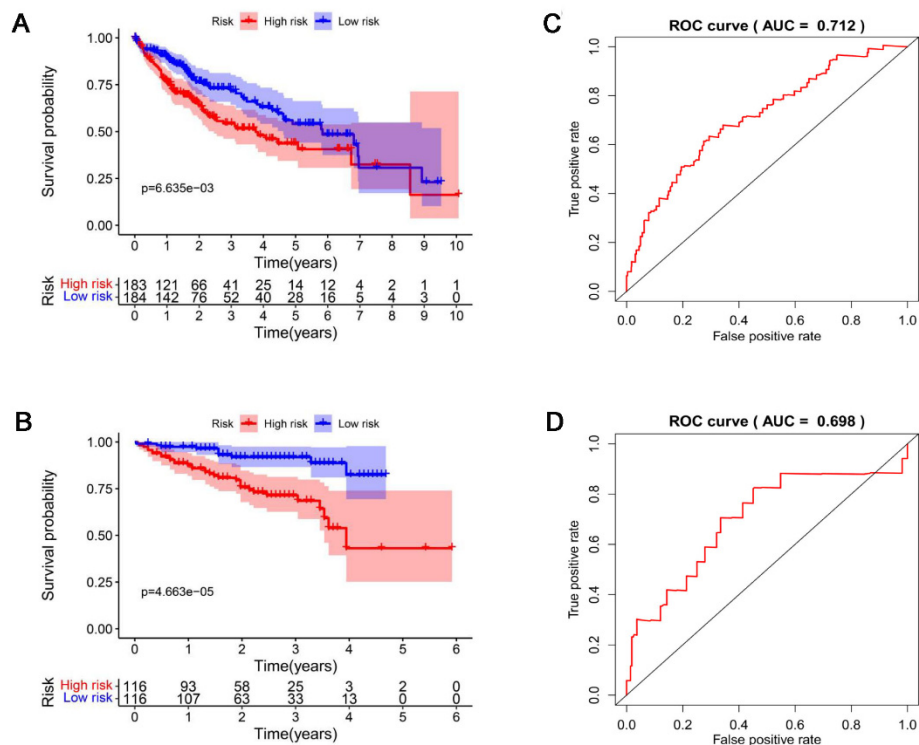 A
Risk High risk Low risk
Survival probability
1.00
0.75
0.50
0.25
0.00
p=6.635e−03
0 1 2 3 4 5 6 7 8 9 10
Time(years)
Risk
High risk 183 121 66 41 25 14 12 4 2 1 1
Low risk 184 142 76 52 40 28 16 5 4 3 0
0 1 2 3 4 5 6 7 8 9 10
Time(years)
C
ROC curve ( AUC = 0.712 )
True positive rate
1.0
0.8
0.6
0.4
0.2
0.0
0.0 0.2 0.4 0.6 0.8 1.0
False positive rate
B
Risk High risk Low risk
Survival probability
1.00
0.75
0.50
0.25
0.00
p=4.663e−05
0 1 2 3 4 5 6
Time(years)
Risk
High risk 116 93 58 25 3 2 0
Low risk 116 107 63 33 13 0 0
0 1 2 3 4 5 6
Time(years)
D
ROC curve ( AUC = 0.698 )
True positive rate
1.0
0.8
0.6
0.4
0.2
0.0
0.0 0.2 0.4 0.6 0.8 1.0
False positive rate